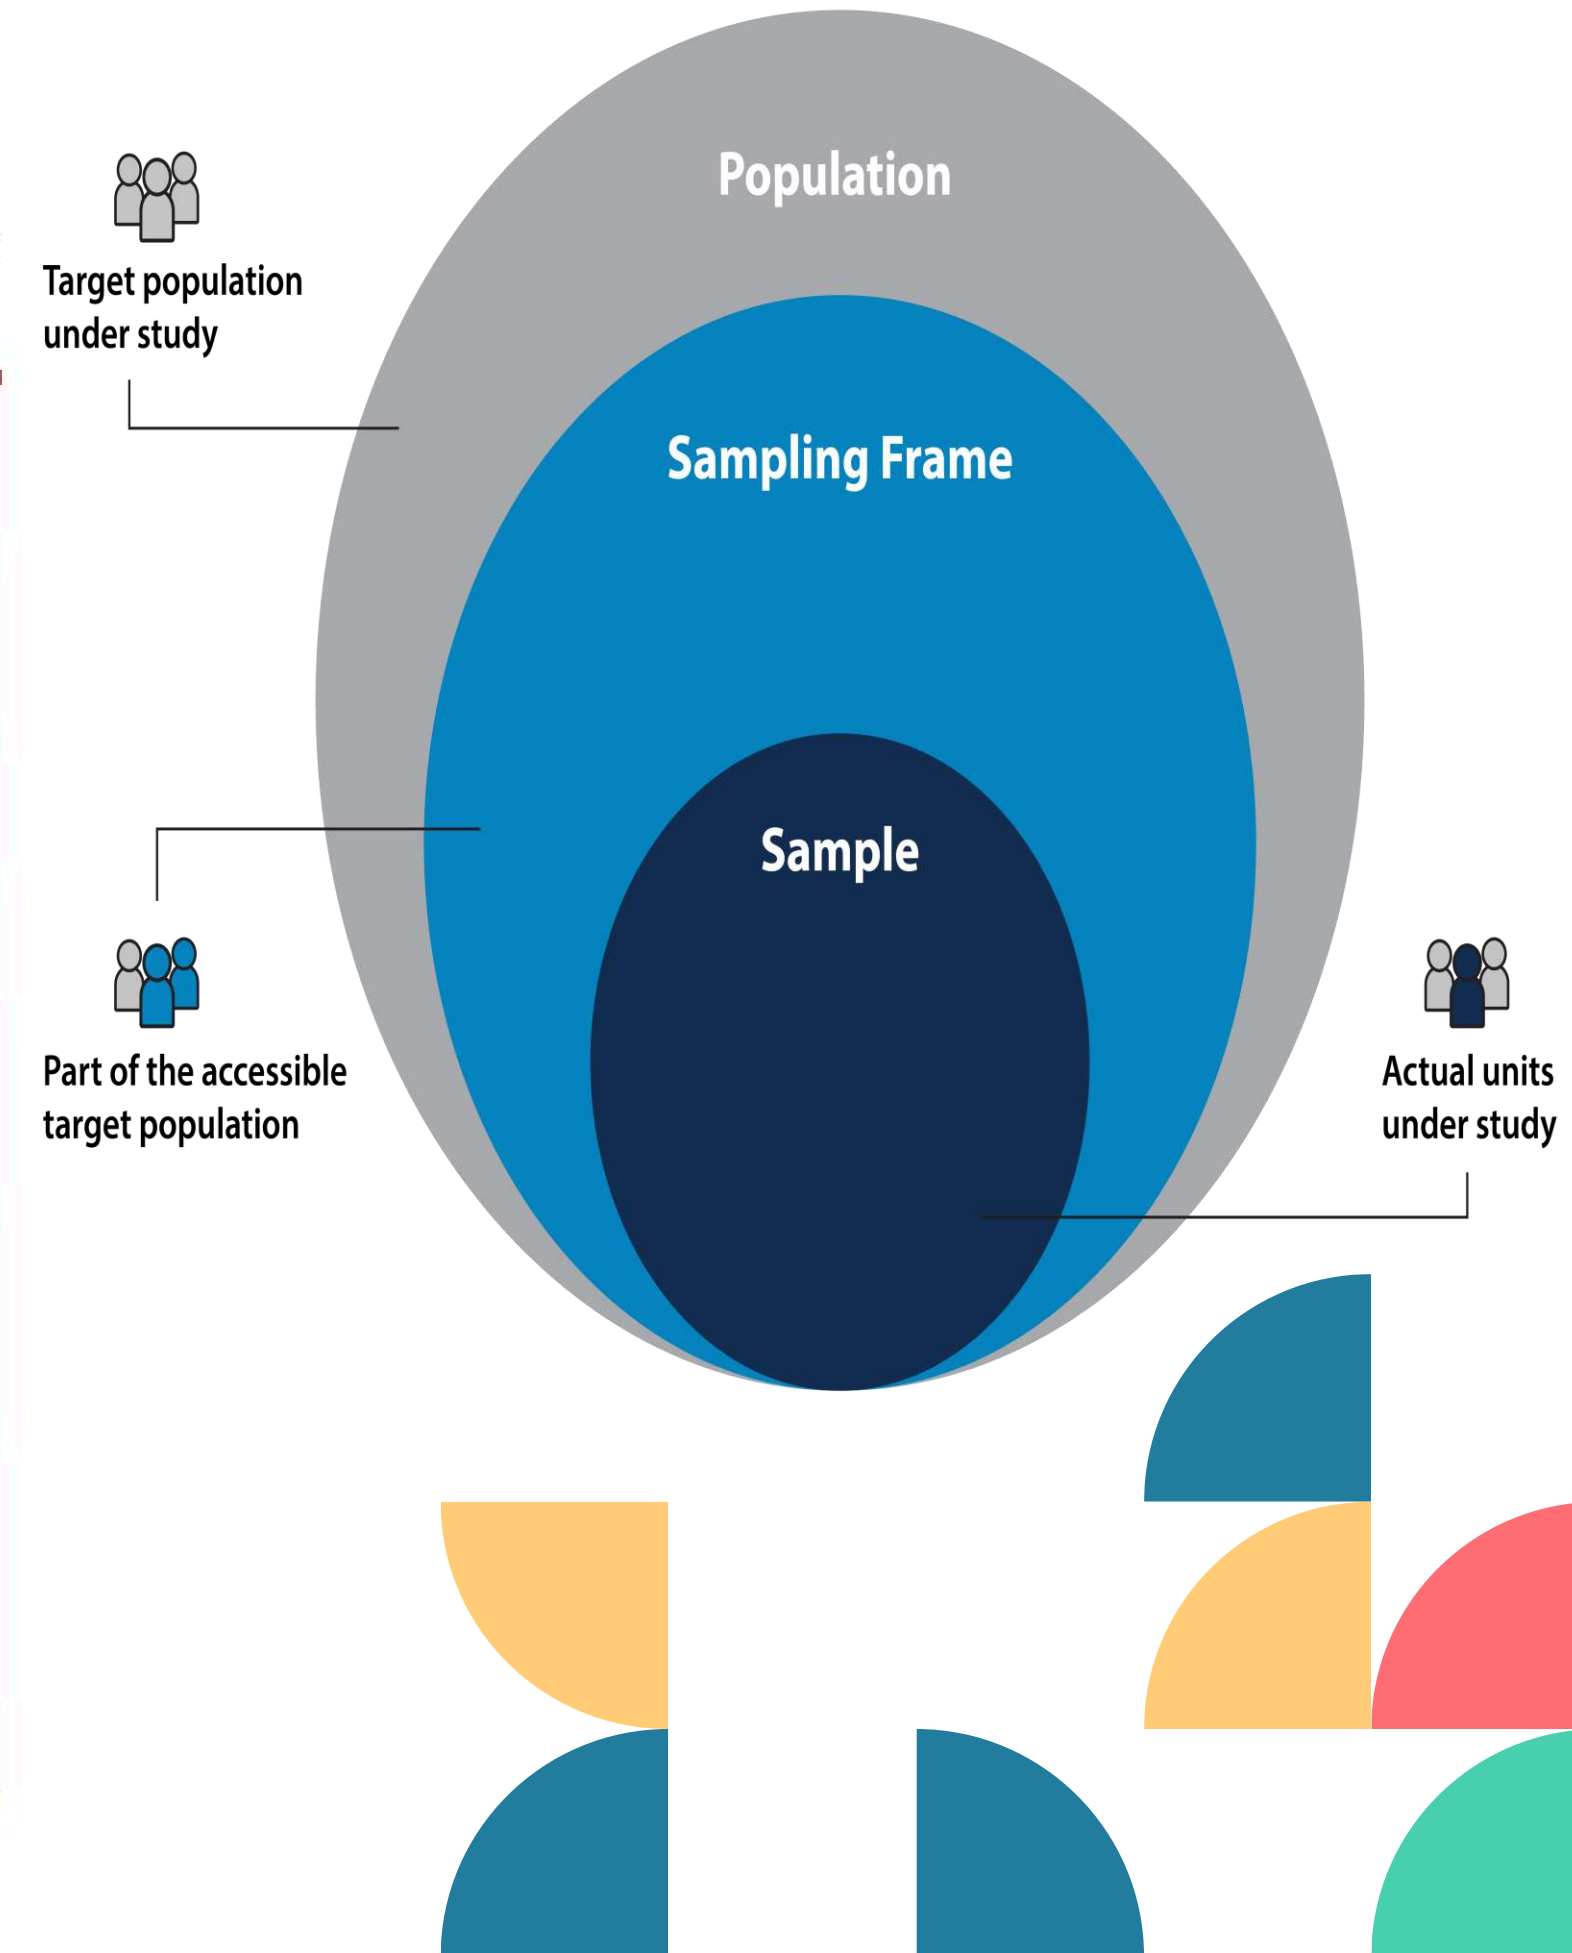 Population
Target population
under study
Sampling Frame
Sample
Part of the accessible
target population
Actual units
under study